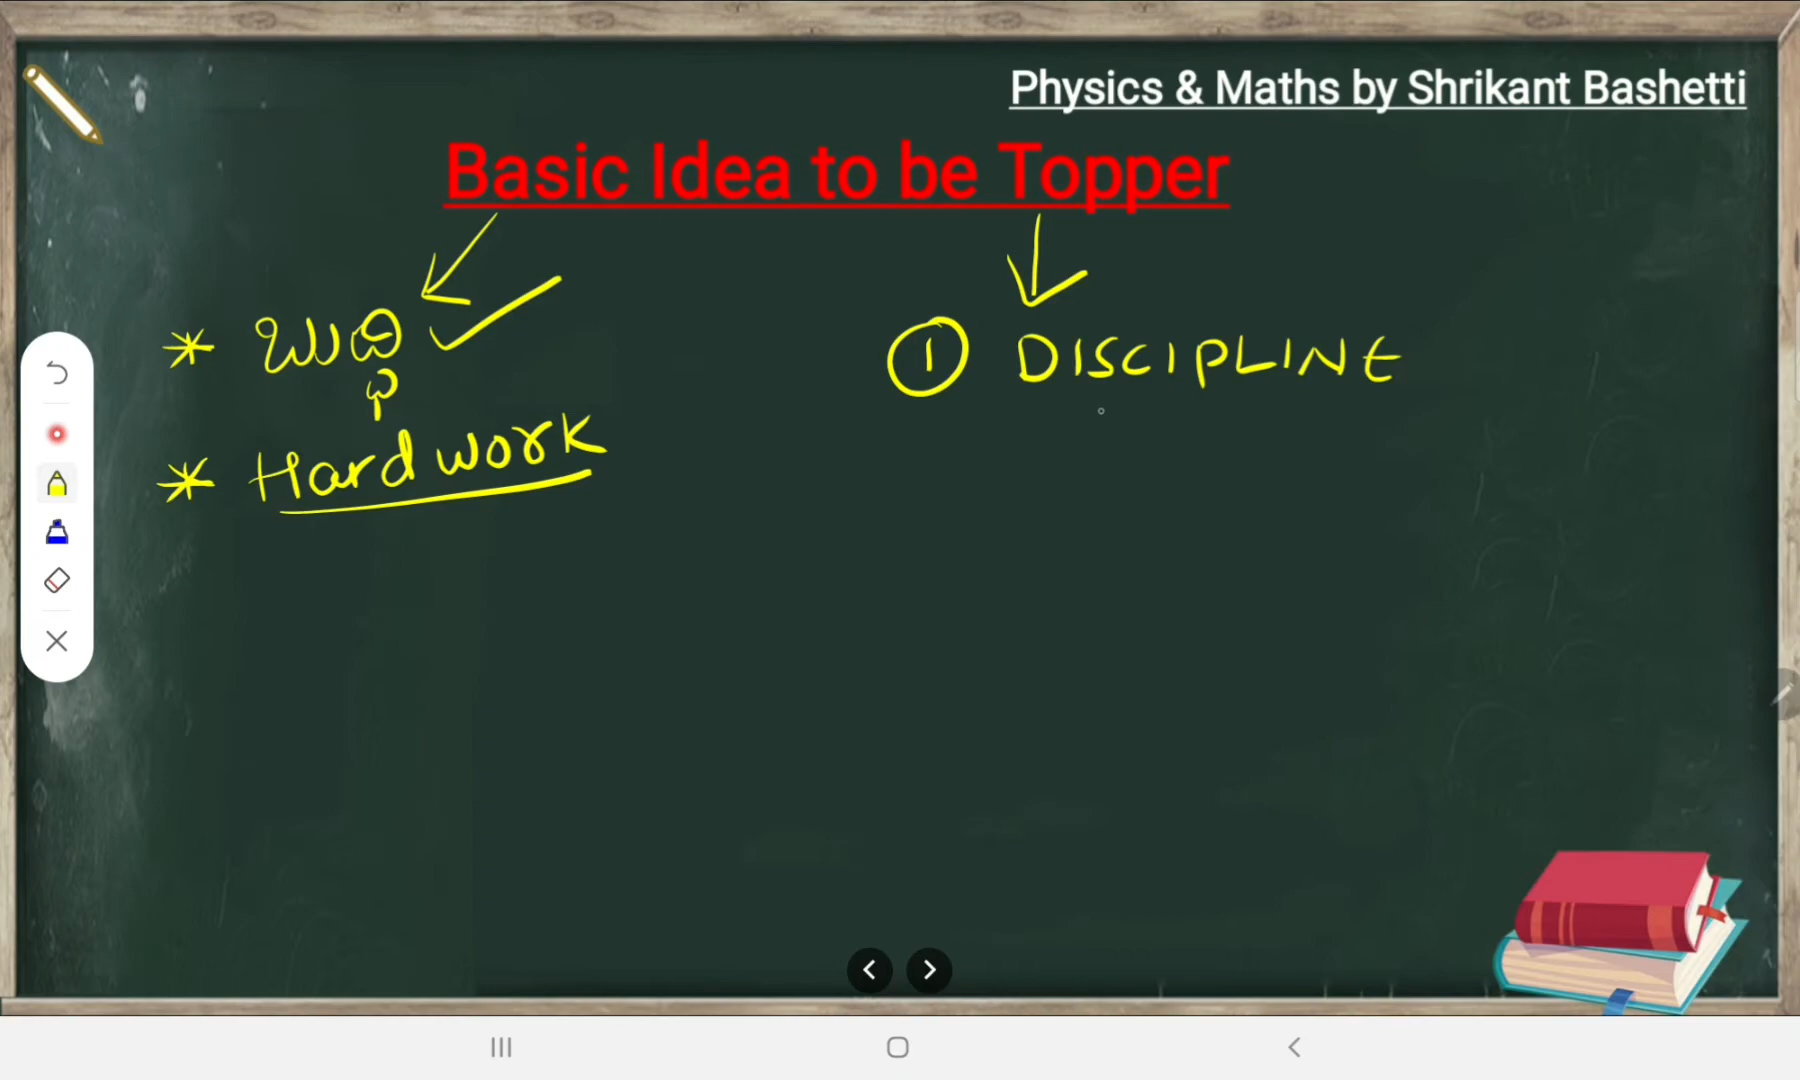 Physics & Maths by Shrikant Bashetti
Basic Idea to be Topper
* ಬುದ್ಧಿ
* Hard work
① DISCIPLINE